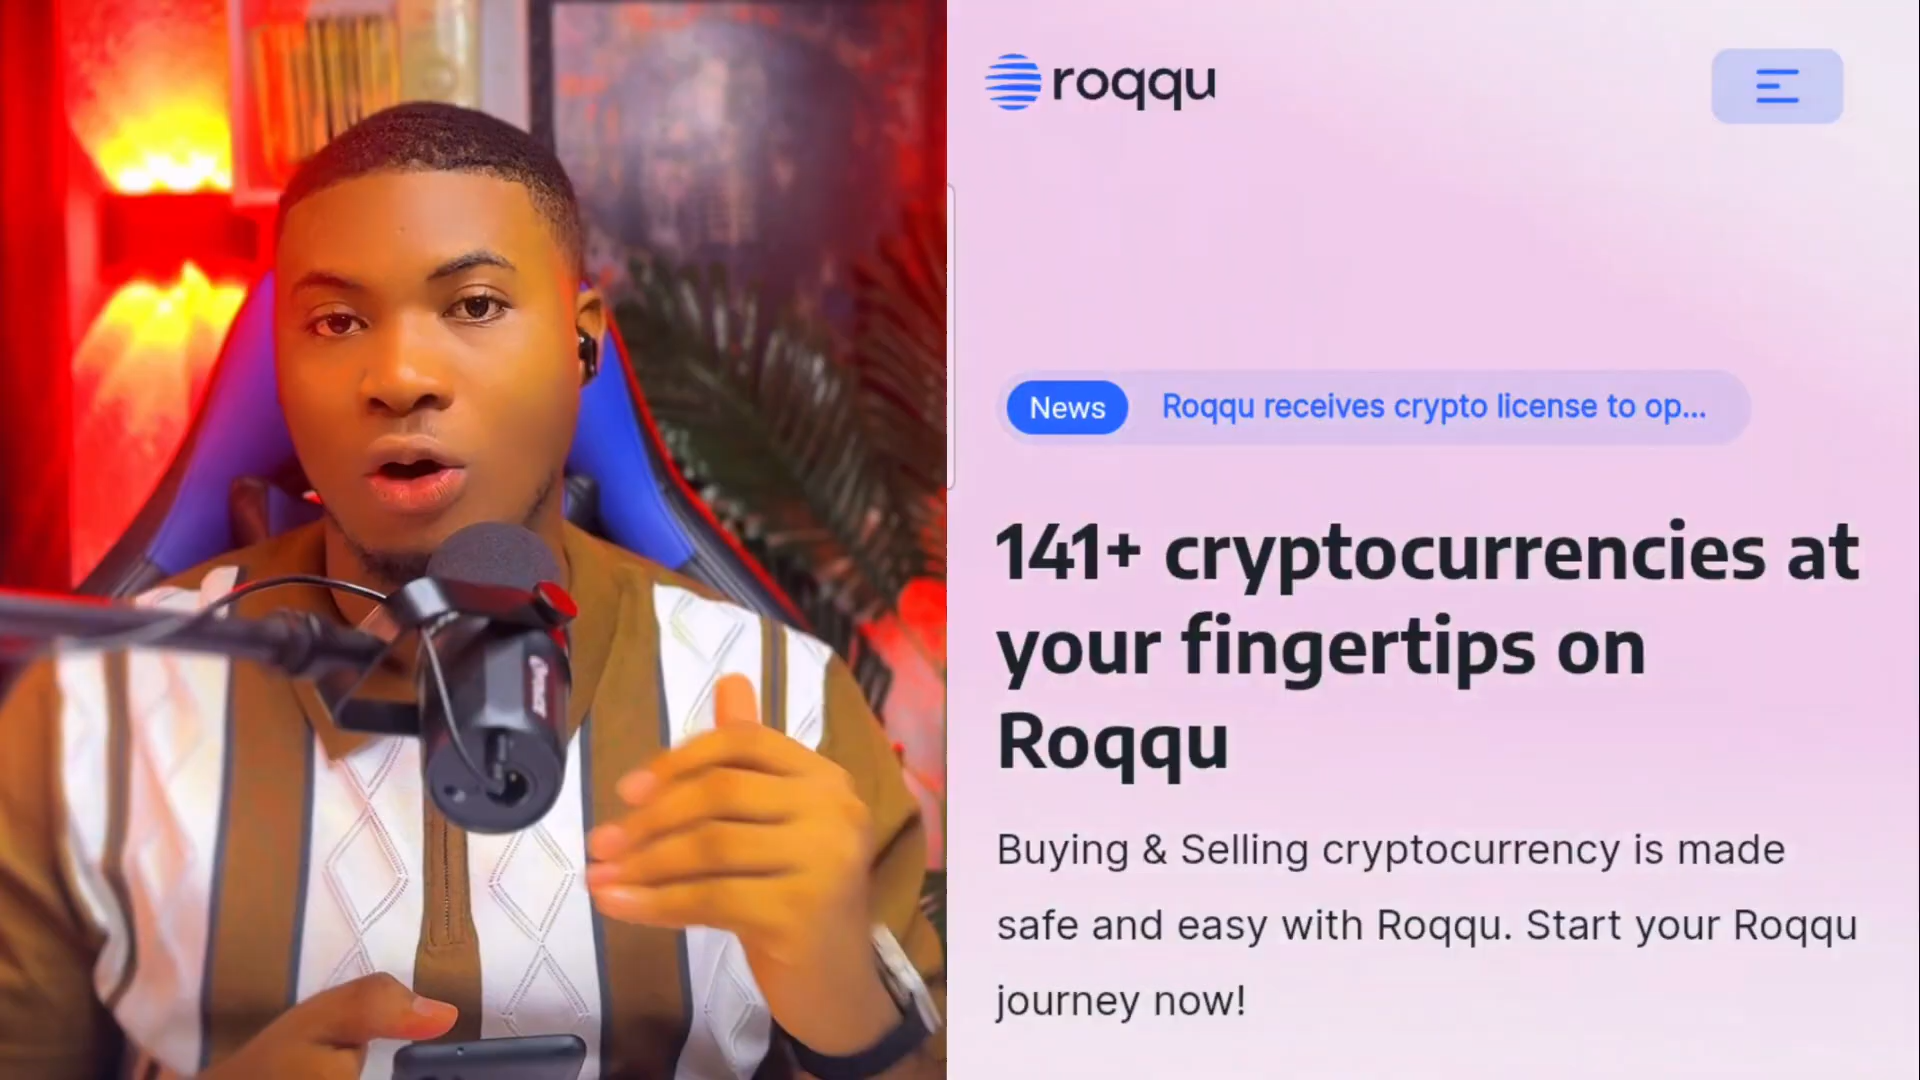 roqqu
News Roqqu receives crypto license to op...
141+ cryptocurrencies at
your fingertips on
Roqqu
Buying & Selling cryptocurrency is made
safe and easy with Roqqu. Start your Roqqu
journey now!